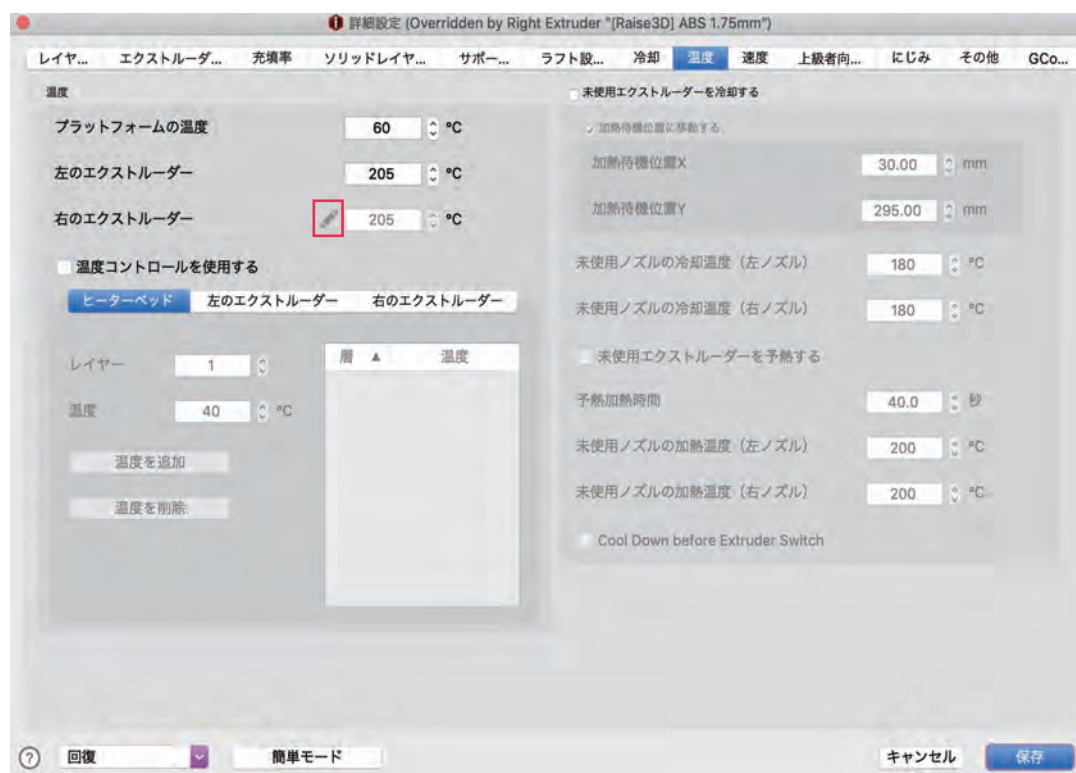 詳細設定 (Overridden by Right Extruder "[Raise3D] ABS 1.75mm")
レイヤ... エクストルーダ... 充填率 ソリッドレイヤ... サポー... ラフト設... 冷却 温度 速度 上級者向... にじみ その他 GCo...
温度
プラットフォームの温度 60 °C
左のエクストルーダー 205 °C
右のエクストルーダー 205 °C
温度コントロールを使用する
ヒーターベッド 左のエクストルーダー 右のエクストルーダー
レイヤー 1
温度 40 °C
温度を追加
温度を削除
層 ▲ 温度
未使用エクストルーダーを冷却する
加熱待機位置に移動する
加熱待機位置X 30.00 mm
加熱待機位置Y 295.00 mm
未使用ノズルの冷却温度（左ノズル） 180 °C
未使用ノズルの冷却温度（右ノズル） 180 °C
未使用エクストルーダーを予熱する
予熱加熱時間 40.0 秒
未使用ノズルの加熱温度（左ノズル） 200 °C
未使用ノズルの加熱温度（右ノズル） 200 °C
Cool Down before Extruder Switch
? 回復 簡単モード キャンセル 保存